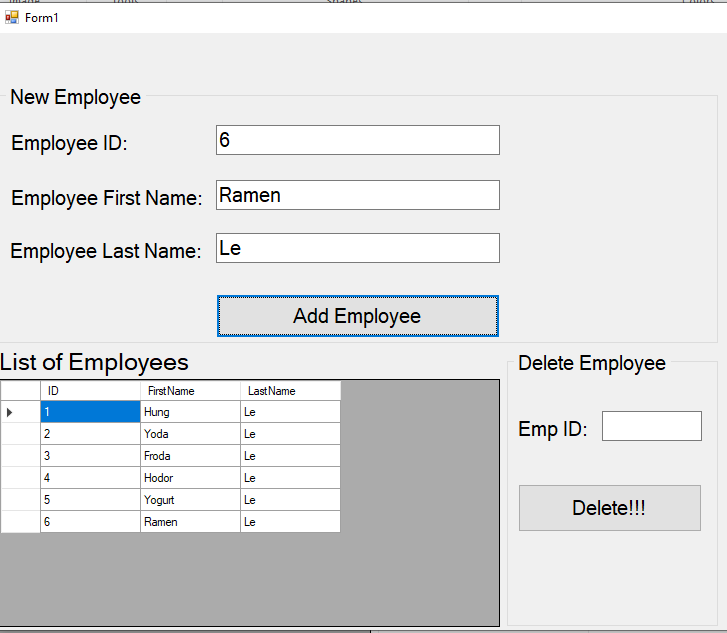 Form1
New Employee
Employee ID: 6
Employee First Name: Ramen
Employee Last Name: Le
Add Employee
List of Employees
ID FirstName LastName
1 Hung Le
2 Yoda Le
3 Froda Le
4 Hodor Le
5 Yogurt Le
6 Ramen Le
Delete Employee
Emp ID:
Delete!!!